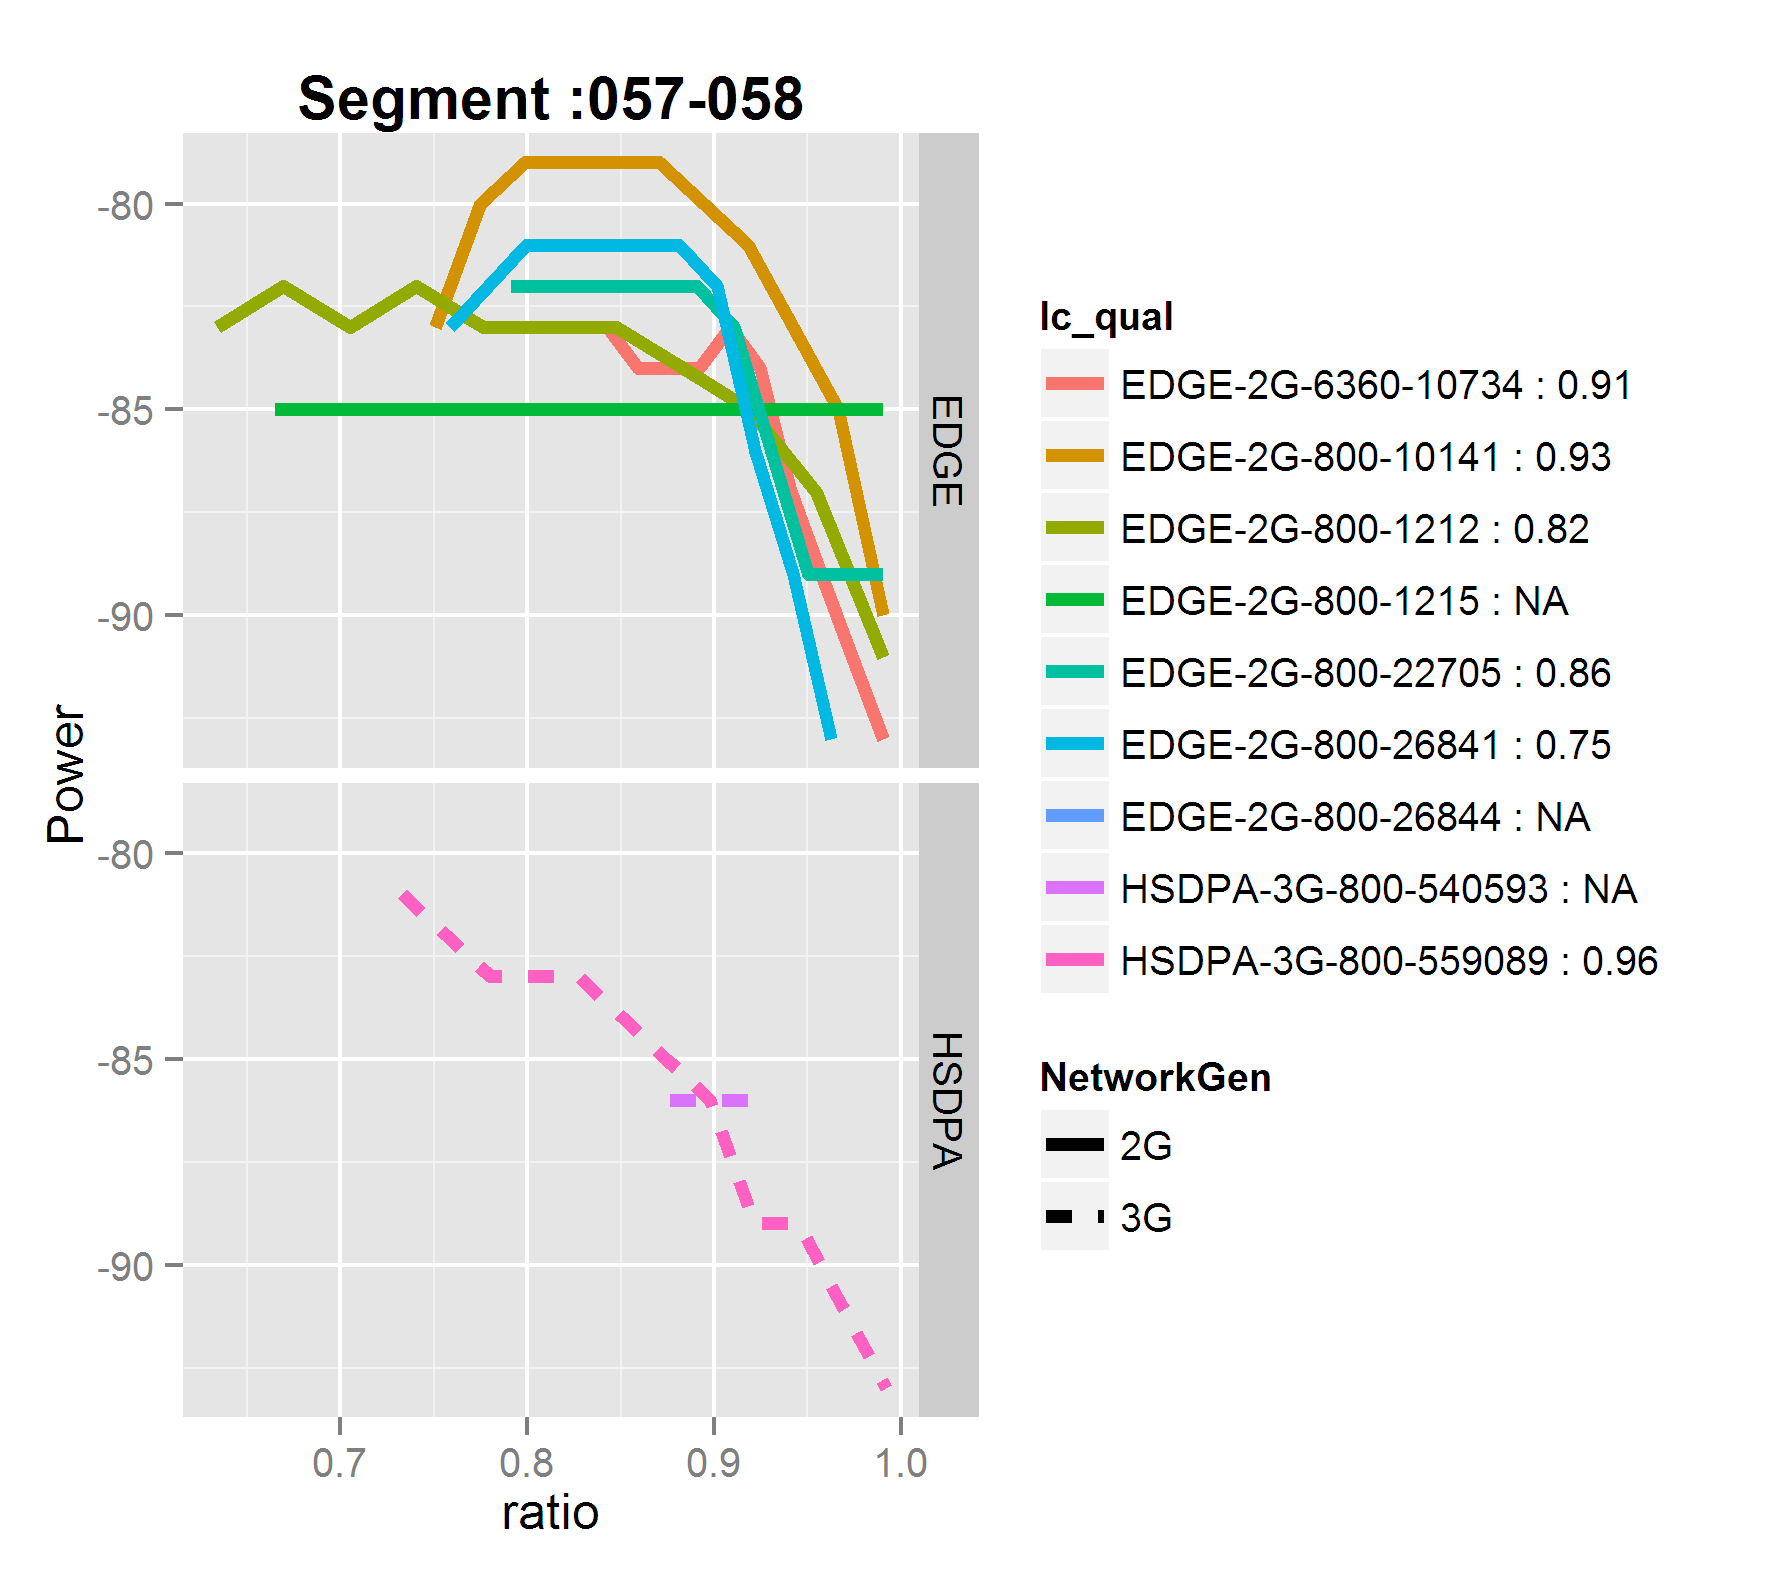 Segment :057-058
-80
-85
-90
EDGE
Power
-80
-85
-90
HSDPA
0.7 0.8 0.9 1.0
ratio
lc_qual
EDGE-2G-6360-10734 : 0.91
EDGE-2G-800-10141 : 0.93
EDGE-2G-800-1212 : 0.82
EDGE-2G-800-1215 : NA
EDGE-2G-800-22705 : 0.86
EDGE-2G-800-26841 : 0.75
EDGE-2G-800-26844 : NA
HSDPA-3G-800-540593 : NA
HSDPA-3G-800-559089 : 0.96
NetworkGen
2G
3G